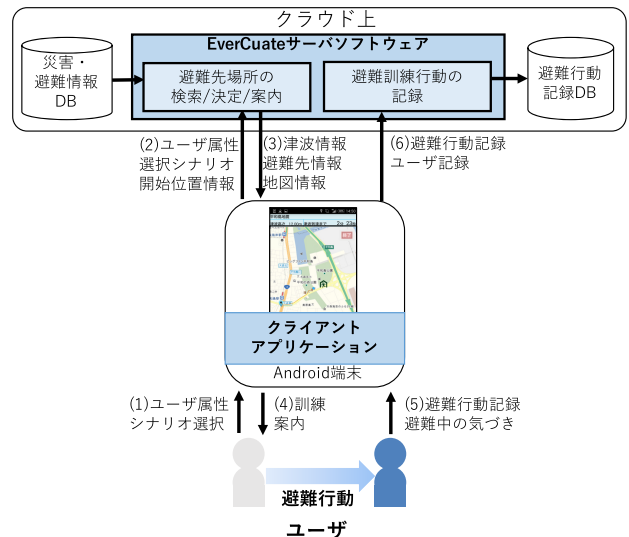 クラウド上
EverCuateサーバソフトウェア
災害・
避難情報
DB
避難先場所の
検索/決定/案内
避難訓練行動の
記録
避難行動
記録DB
(2)ユーザ属性
選択シナリオ
開始位置情報
(3)津波情報
避難先情報
地図情報
(6)避難行動記録
ユーザ記録
クライアント
アプリケーション
Android端末
(1)ユーザ属性
シナリオ選択
(4)訓練
案内
(5)避難行動記録
避難中の気づき
避難行動
ユーザ